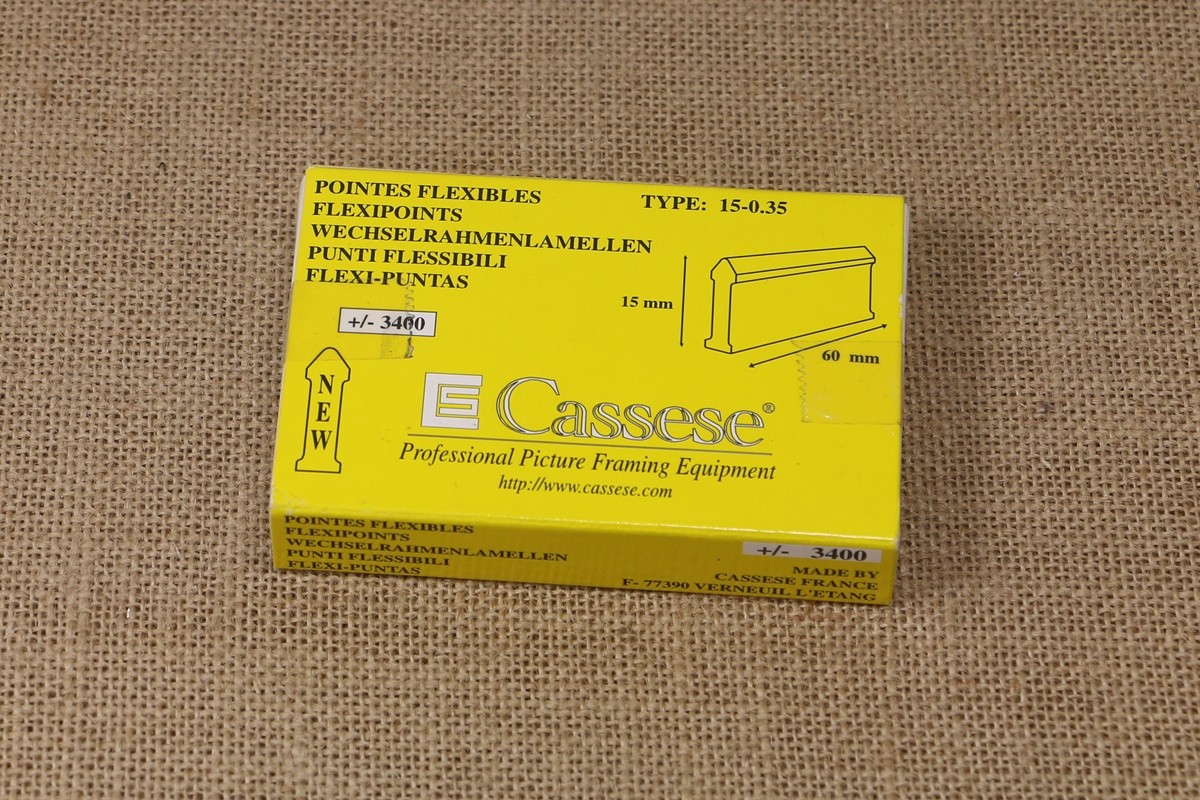 POINTES FLEXIBLES
FLEXIPOINTS
WECHSELRAHMENLAMELLEN
PUNTI FLESSIBILI
FLEXI-PUNTAS
TYPE: 15-0.35
15 mm
60 mm
+/- 3400
NEW
Cassese®
Professional Picture Framing Equipment
http://www.cassese.com
POINTES FLEXIBLES
FLEXIPOINTS
WECHSELRAHMENLAMELLEN
PUNTI FLESSIBILI
FLEXI-PUNTAS
+/- 3400
MADE BY
CASSESE FRANCE
F- 77390 VERNEUIL L'ETANG